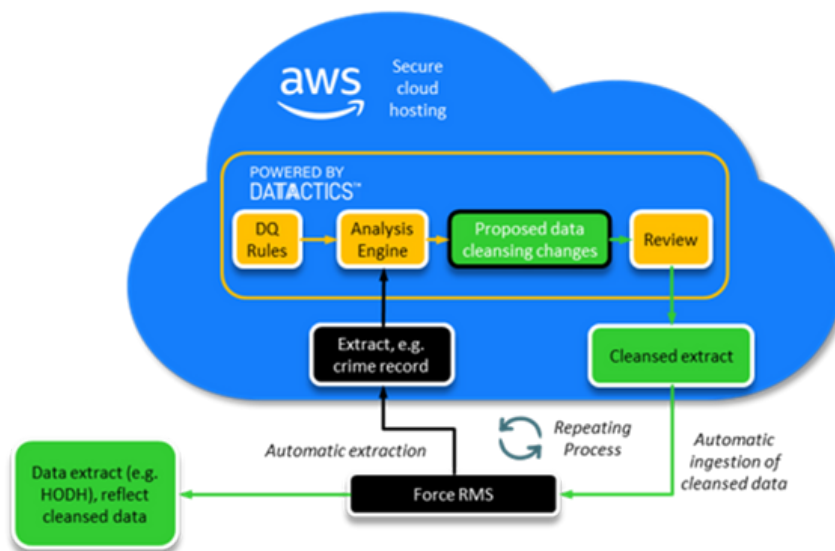 aws
Secure
cloud
hosting
POWERED BY
DATACTICS™
DQ
Rules
Analysis
Engine
Proposed data
cleansing changes
Review
Extract, e.g.
crime record
Cleansed extract
Automatic extraction
Repeating
Process
Automatic
ingestion of
cleansed data
Data extract (e.g.
HODH), reflect
cleansed data
Force RMS